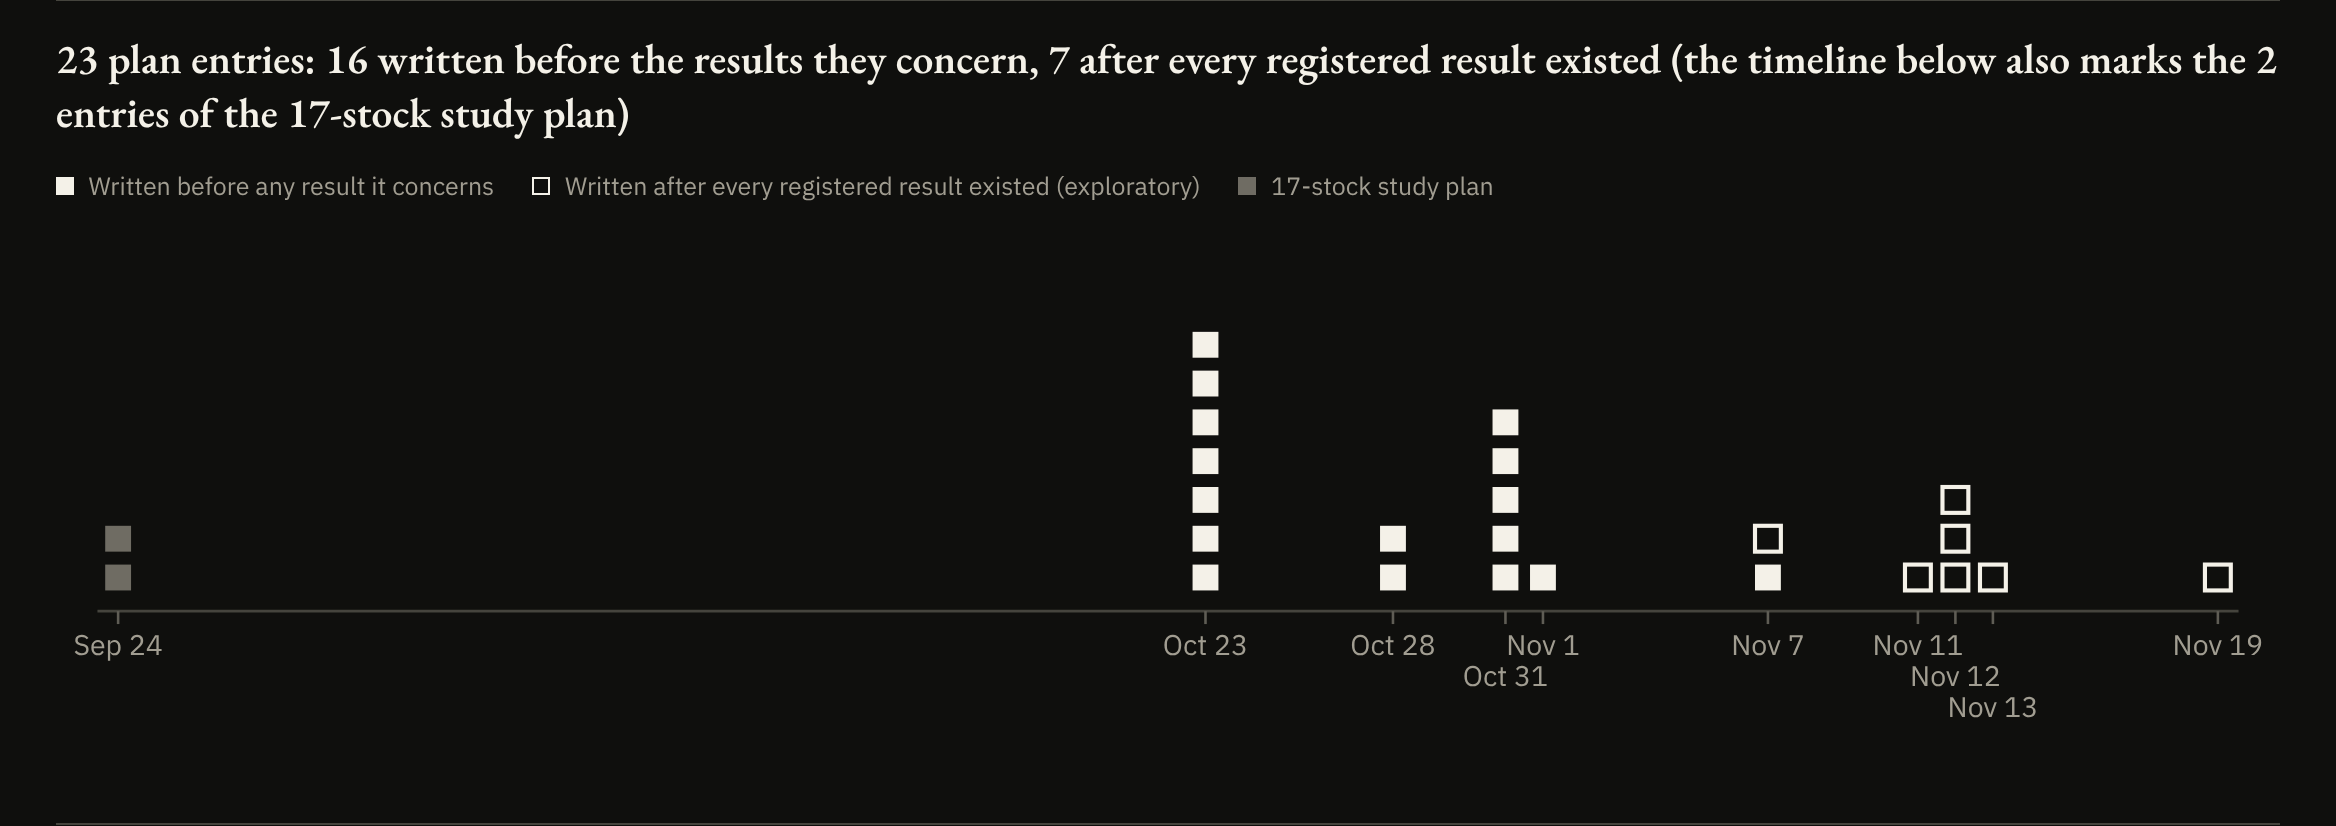 23 plan entries: 16 written before the results they concern, 7 after every registered result existed (the timeline below also marks the 2
entries of the 17-stock study plan)
Written before any result it concerns
Written after every registered result existed (exploratory)
17-stock study plan
Sep 24
Oct 23
Oct 28
Oct 31
Nov 1
Nov 7
Nov 11
Nov 12
Nov 13
Nov 19